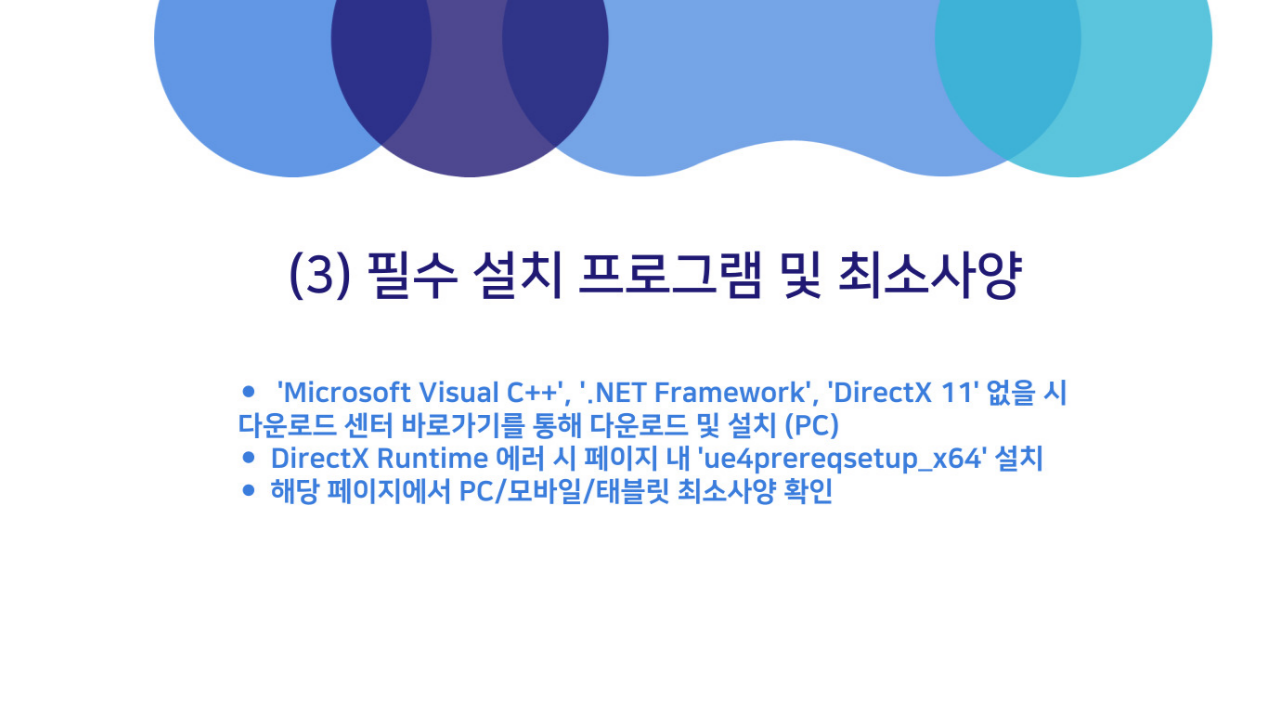 (3) 필수 설치 프로그램 및 최소사양
• 'Microsoft Visual C++', '.NET Framework', 'DirectX 11' 없을 시
다운로드 센터 바로가기를 통해 다운로드 및 설치 (PC)
• DirectX Runtime 에러 시 페이지 내 'ue4prereqsetup_x64' 설치
• 해당 페이지에서 PC/모바일/태블릿 최소사양 확인